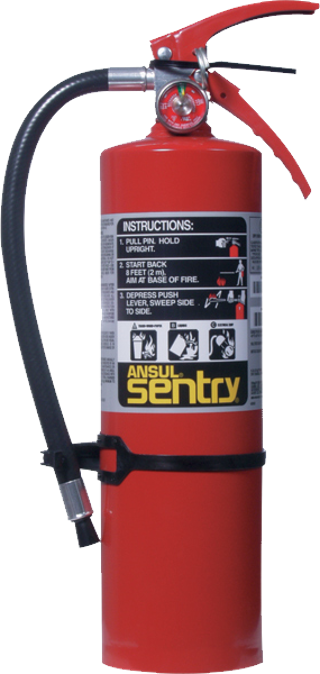 INSTRUCTIONS:
1. PULL PIN. HOLD
UPRIGHT.
2. START BACK
8 FEET (2 m).
AIM AT BASE OF FIRE.
3. DEPRESS PUSH
LEVER, SWEEP SIDE
TO SIDE.
ANSUL®
sentry